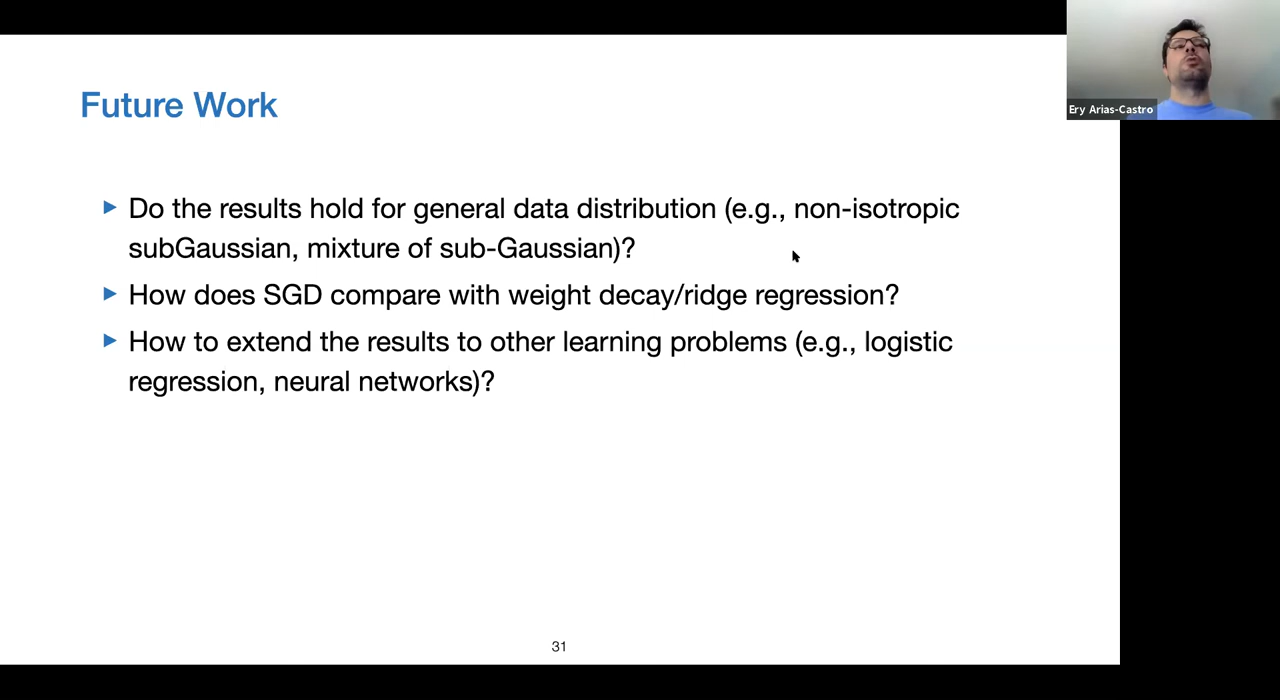 Future Work
Do the results hold for general data distribution (e.g., non-isotropic
subGaussian, mixture of sub-Gaussian)?
How does SGD compare with weight decay/ridge regression?
How to extend the results to other learning problems (e.g., logistic
regression, neural networks)?
31
Ery Arias-Castro